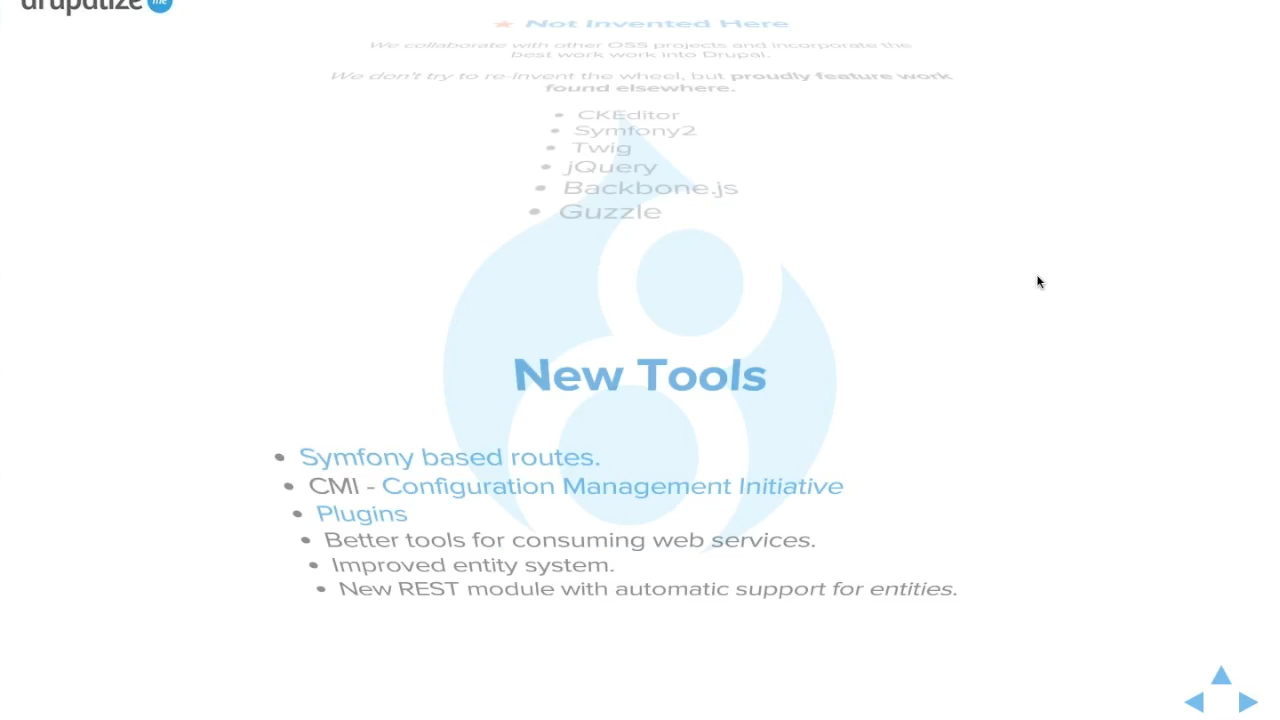 drupalize me
Not Invented Here
We collaborate with other OSS projects and incorporate the
best work work into Drupal.
We don't try to re-invent the wheel, but proudly feature work
found elsewhere.
• CKEditor
• Symfony2
• Twig
• jQuery
• Backbone.js
• Guzzle
New Tools
• Symfony based routes.
• CMI - Configuration Management Initiative
• Plugins
• Better tools for consuming web services.
• Improved entity system.
• New REST module with automatic support for entities.